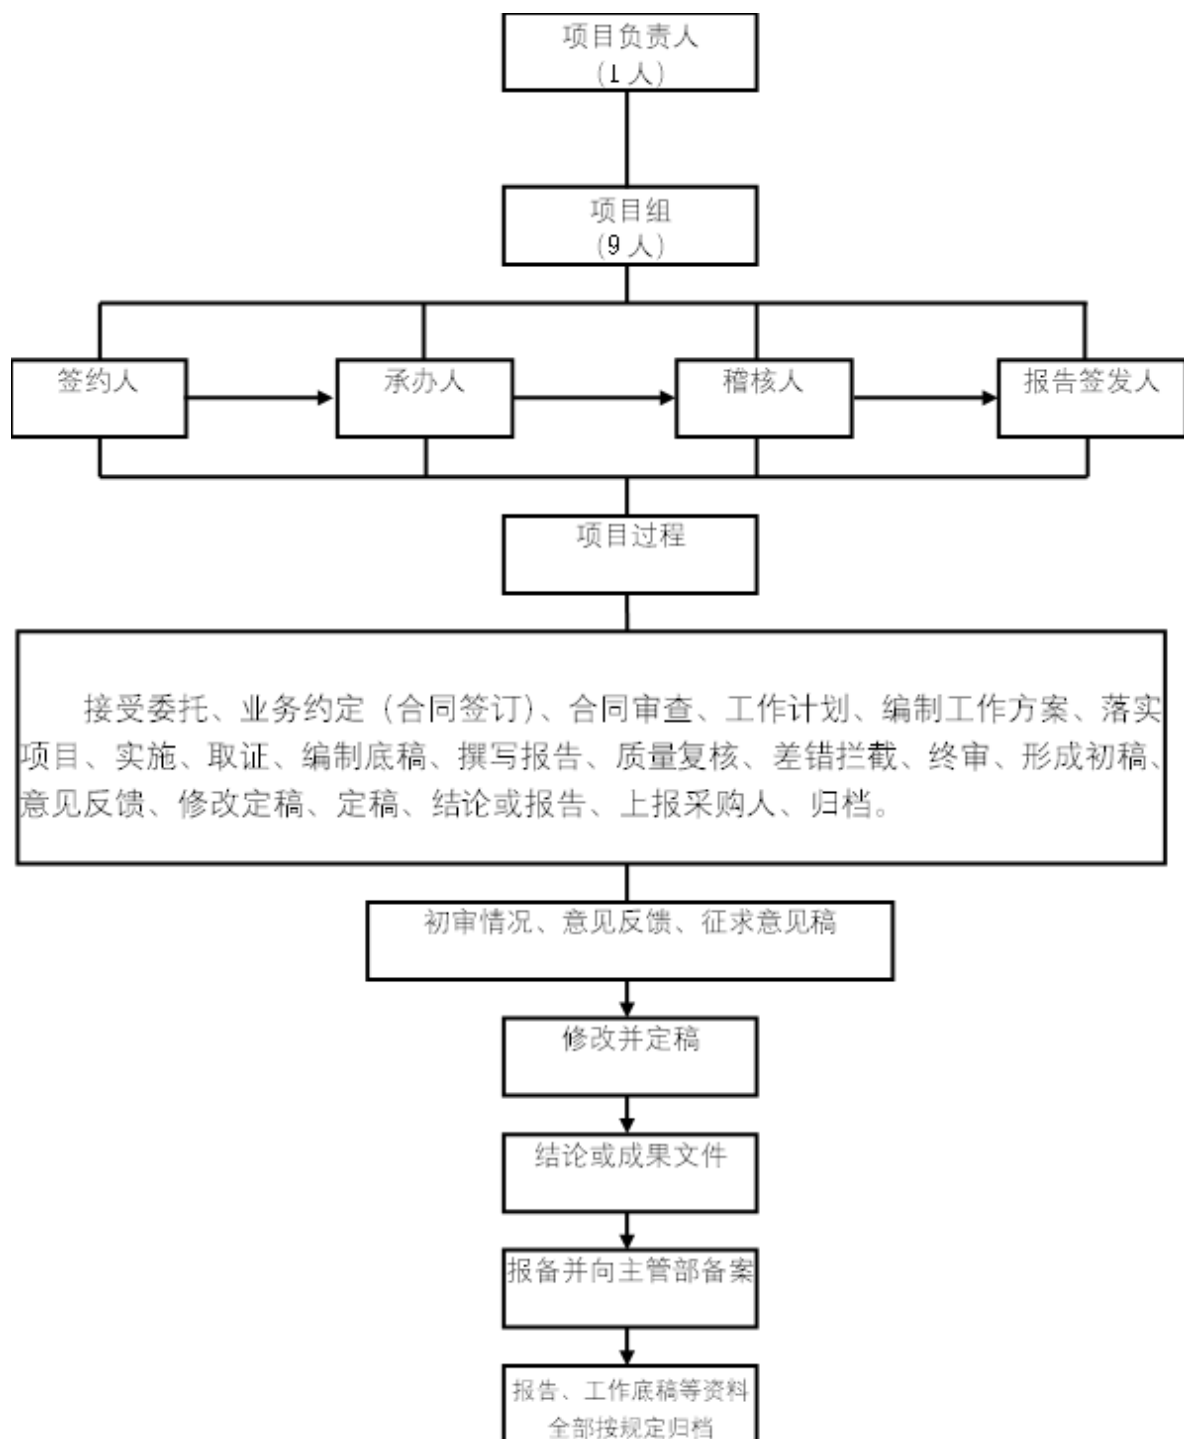 项目负责人
(1 人)
项目组
(9 人)
签约人
承办人
稽核人
报告签发人
项目过程
接受委托、业务约定（合同签订）、合同审查、工作计划、编制工作方案、落实
项目、实施、取证、编制底稿、撰写报告、质量复核、差错拦截、终审、形成初稿、
意见反馈、修改定稿、定稿、结论或报告、上报采购人、归档。
初审情况、意见反馈、征求意见稿
修改并定稿
结论或成果文件
报备并向主管部备案
报告、工作底稿等资料
全部按规定归档